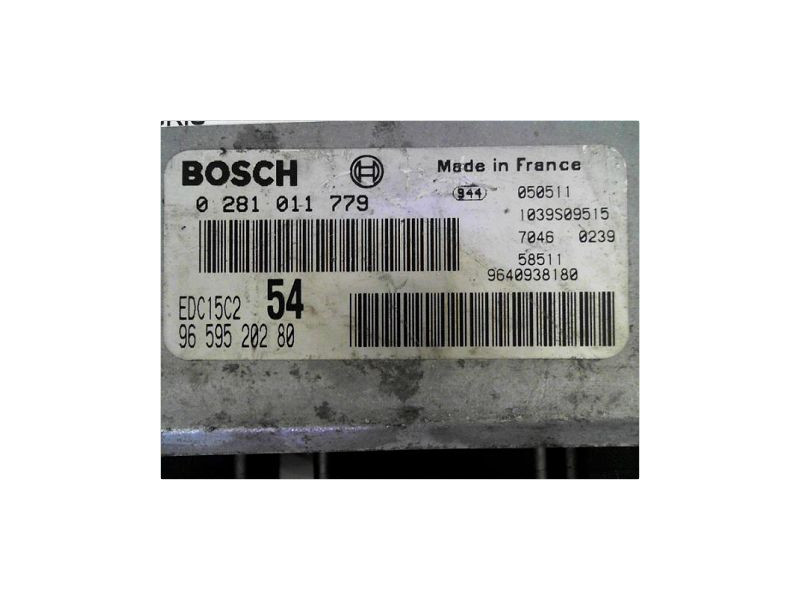 BOSCH
Made in France
0 281 011 779
944
050511
1039S09515
7046 0239
58511
9640938180
EDC15C2 54
96 595 202 80